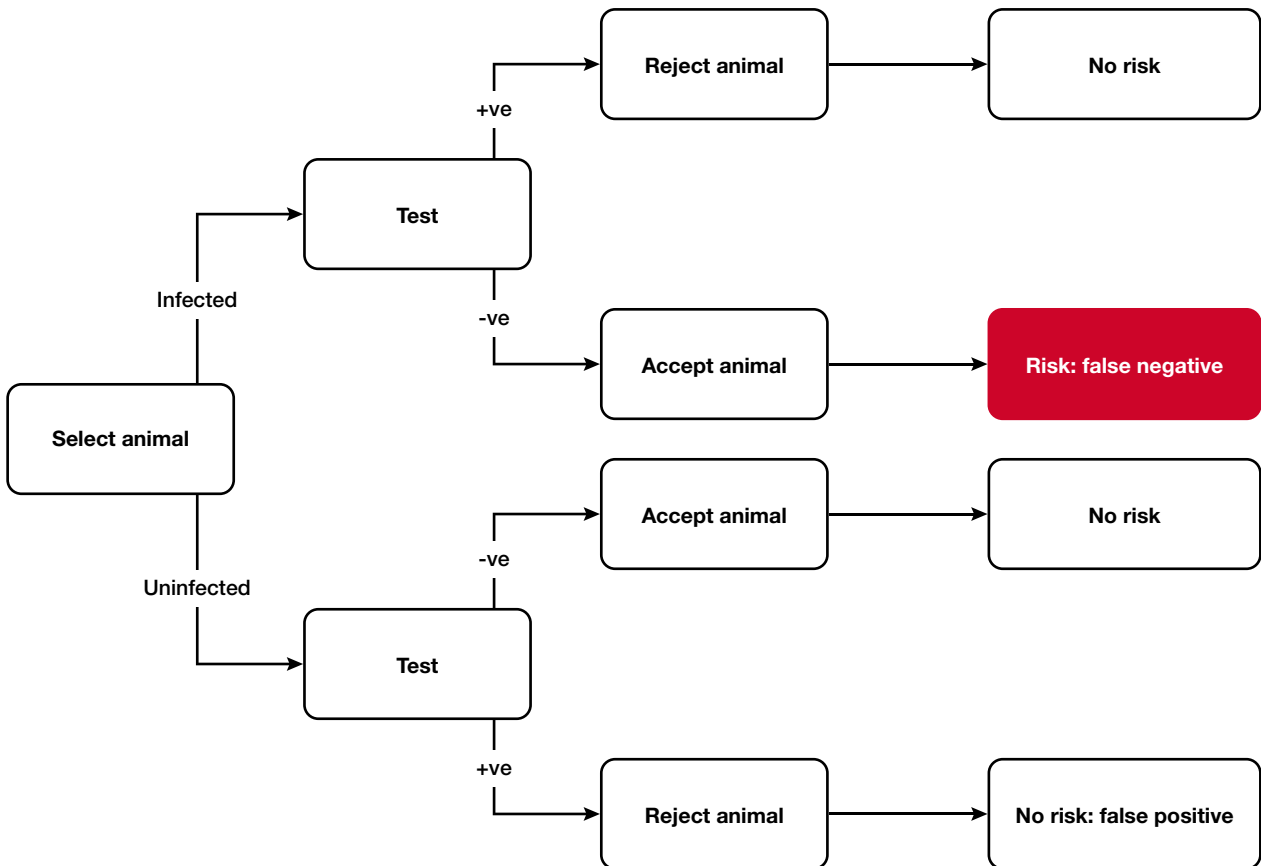 Reject animal
No risk
+ve
Test
Infected
-ve
Accept animal
Risk: false negative
Select animal
Accept animal
No risk
-ve
Uninfected
Test
+ve
Reject animal
No risk: false positive